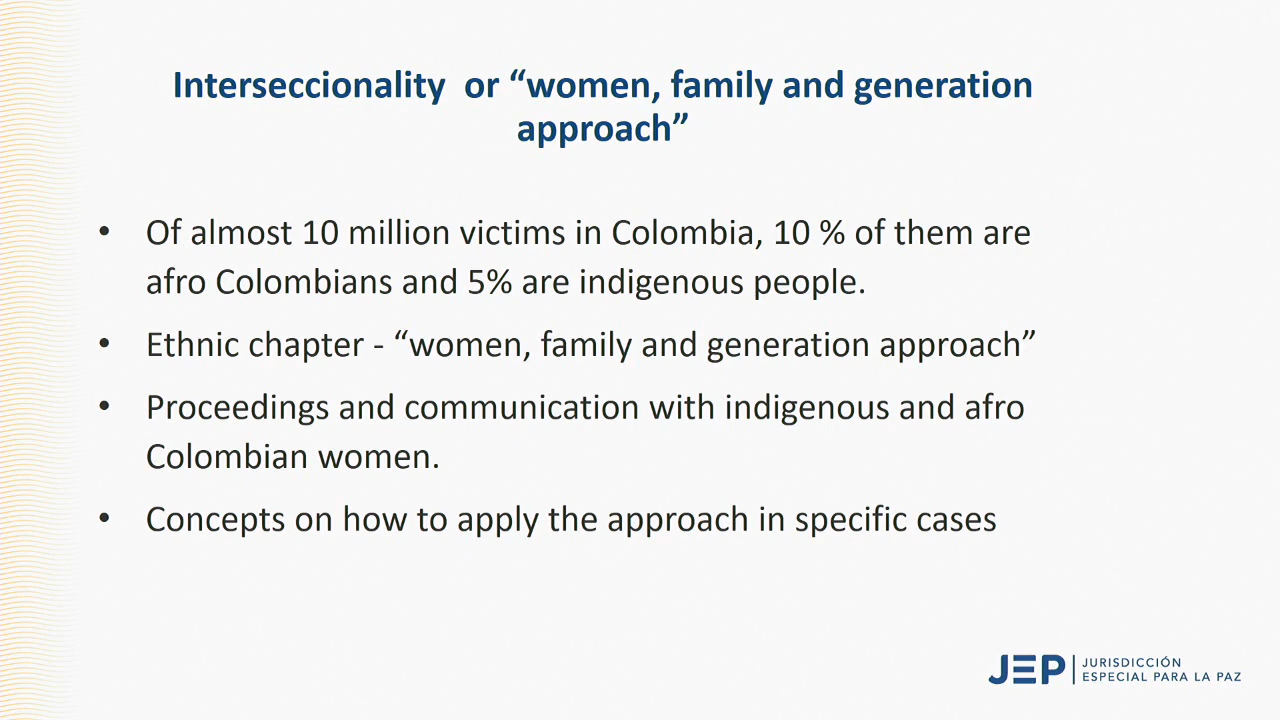 Interseccionality  or “women, family and generation
approach”
• Of almost 10 million victims in Colombia, 10 % of them are
afro Colombians and 5% are indigenous people.
• Ethnic chapter - “women, family and generation approach”
• Proceedings and communication with indigenous and afro
Colombian women.
• Concepts on how to apply the approach in specific cases
JEP
JURISDICCIÓN
ESPECIAL PARA LA PAZ